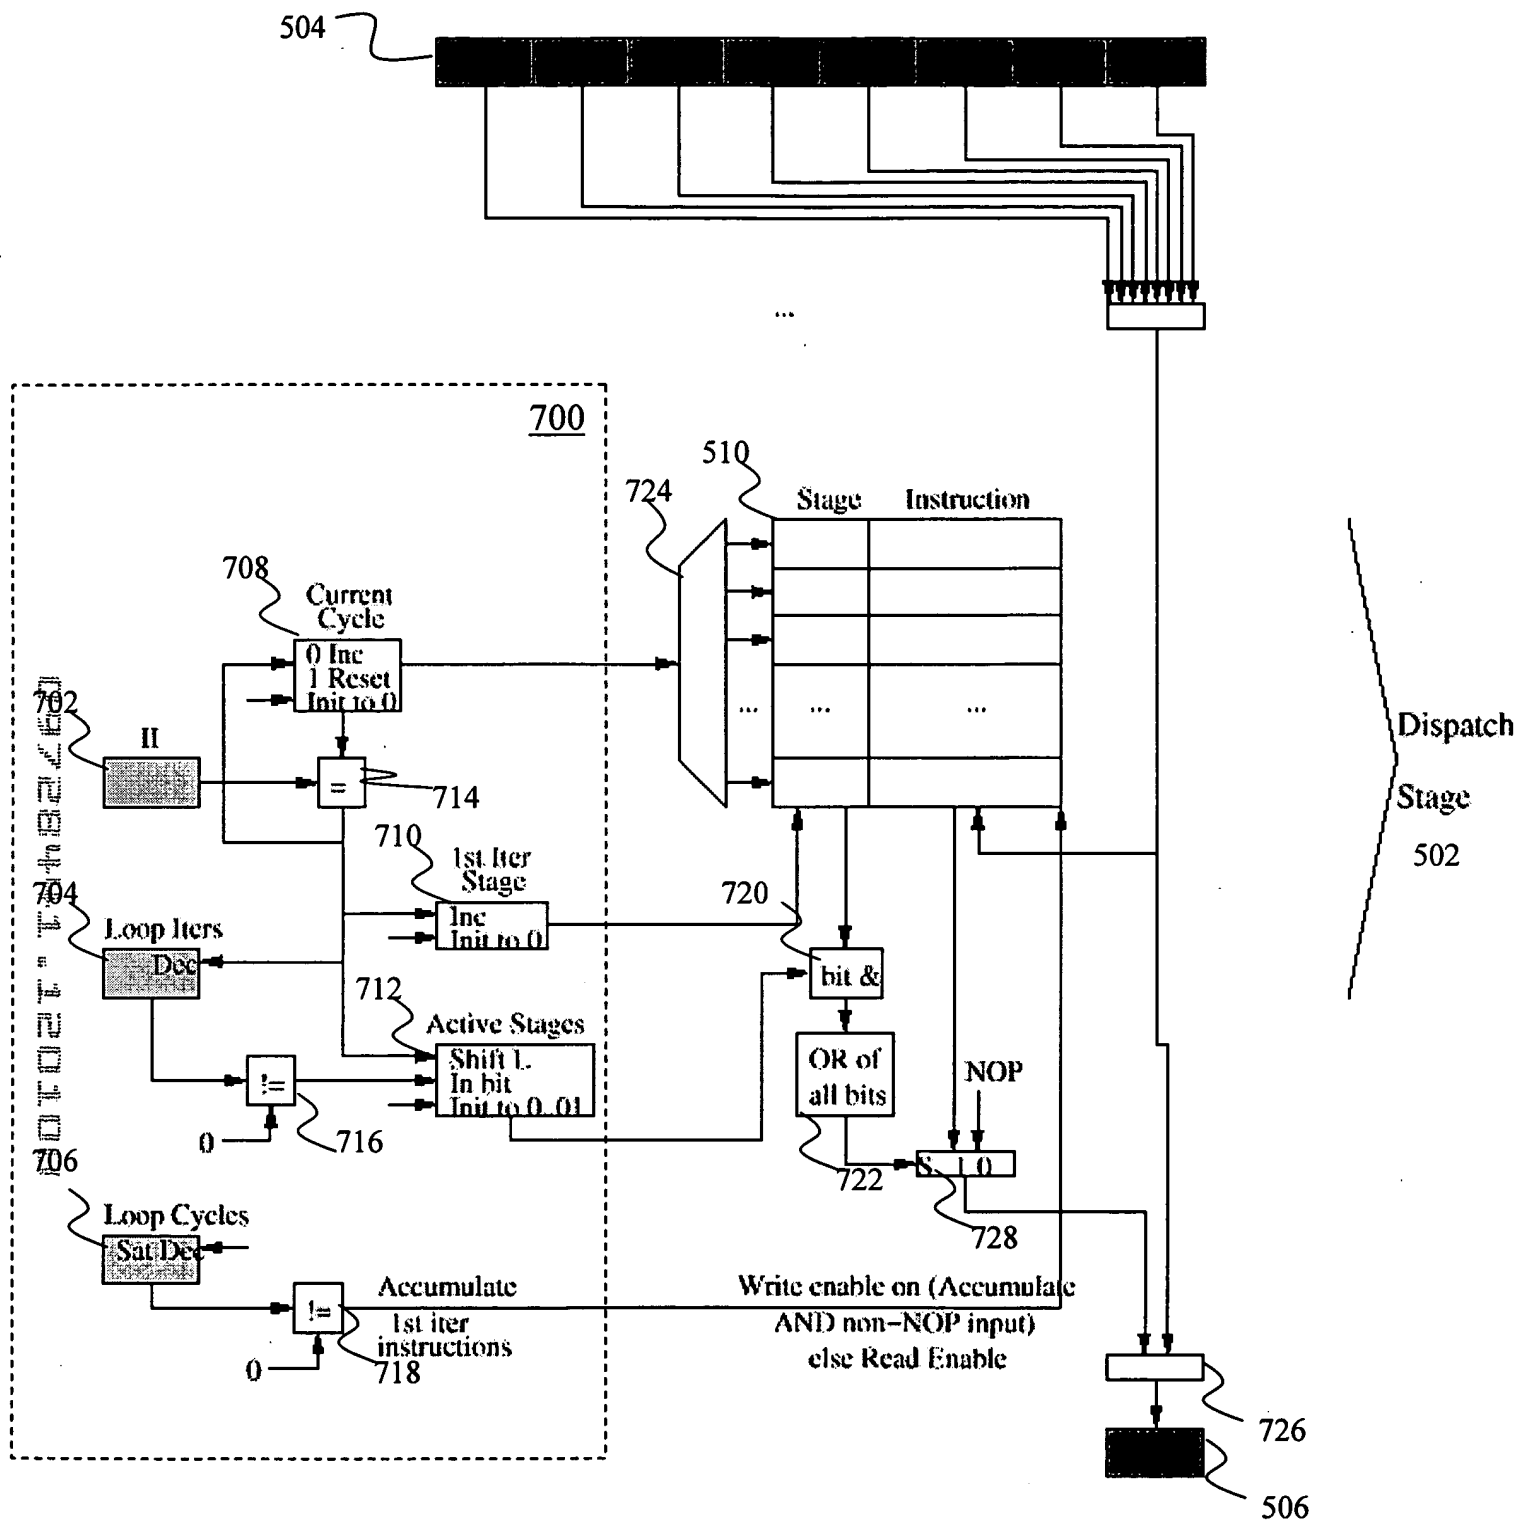 504
...
700
510
724
Stage
Instruction
708
Current
Cycle
0 Inc
1 Reset
Init to 0
702
II
=
714
...
...
...
Dispatch
Stage
502
710
1st Iter
Stage
Inc
Init to 0
720
704
Loop Iters
Dec
bit &
712
Active Stages
Shift L
In bit
Init to 0..01
OR of
all bits
NOP
!=
0
716
706
722
S 1 0
728
Loop Cycles
Sat Dec
!=
0
Accumulate
1st iter
instructions
718
Write enable on (Accumulate
AND non-NOP input)
else Read Enable
726
506